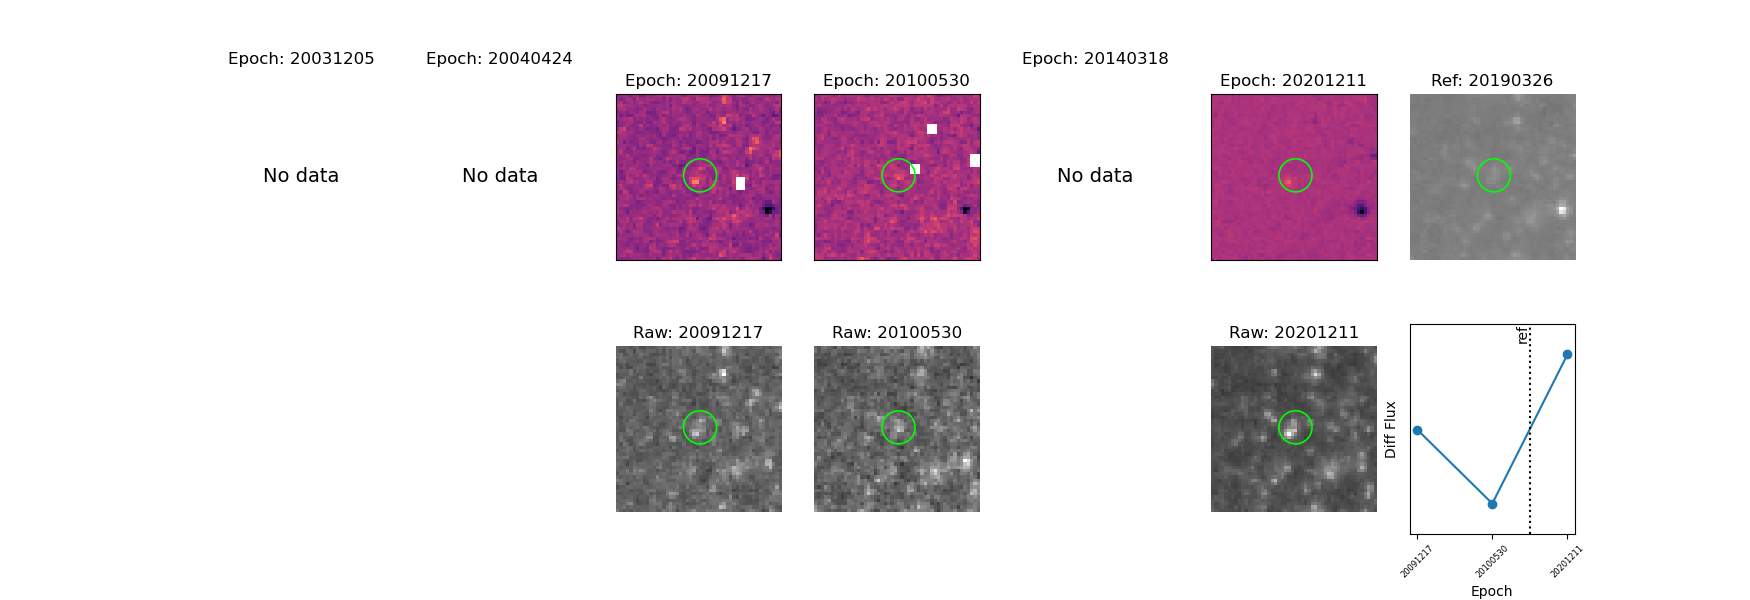 Epoch: 20031205
Epoch: 20040424
Epoch: 20091217
Epoch: 20100530
Epoch: 20140318
Epoch: 20201211
Ref: 20190326
No data
No data
No data
Raw: 20091217
Raw: 20100530
Raw: 20201211
ref
Diff Flux
20091217
20100530
20201211
Epoch